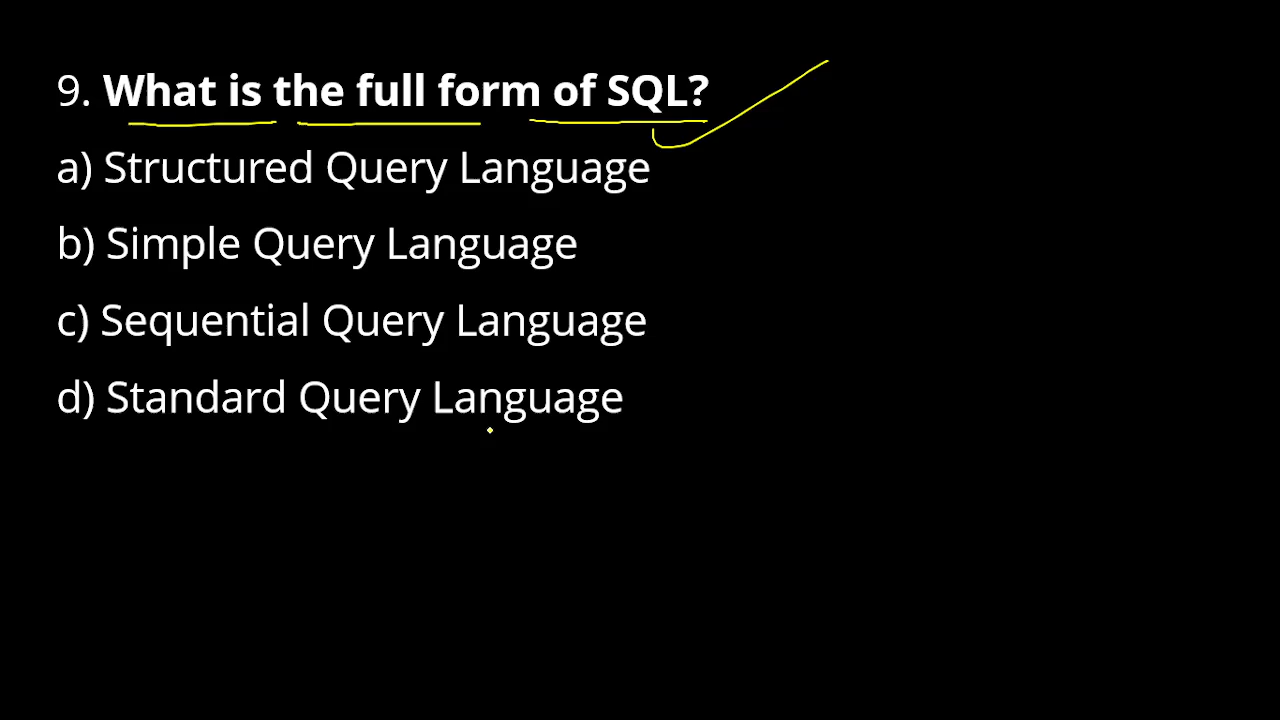 9. What is the full form of SQL?
a) Structured Query Language
b) Simple Query Language
c) Sequential Query Language
d) Standard Query Language